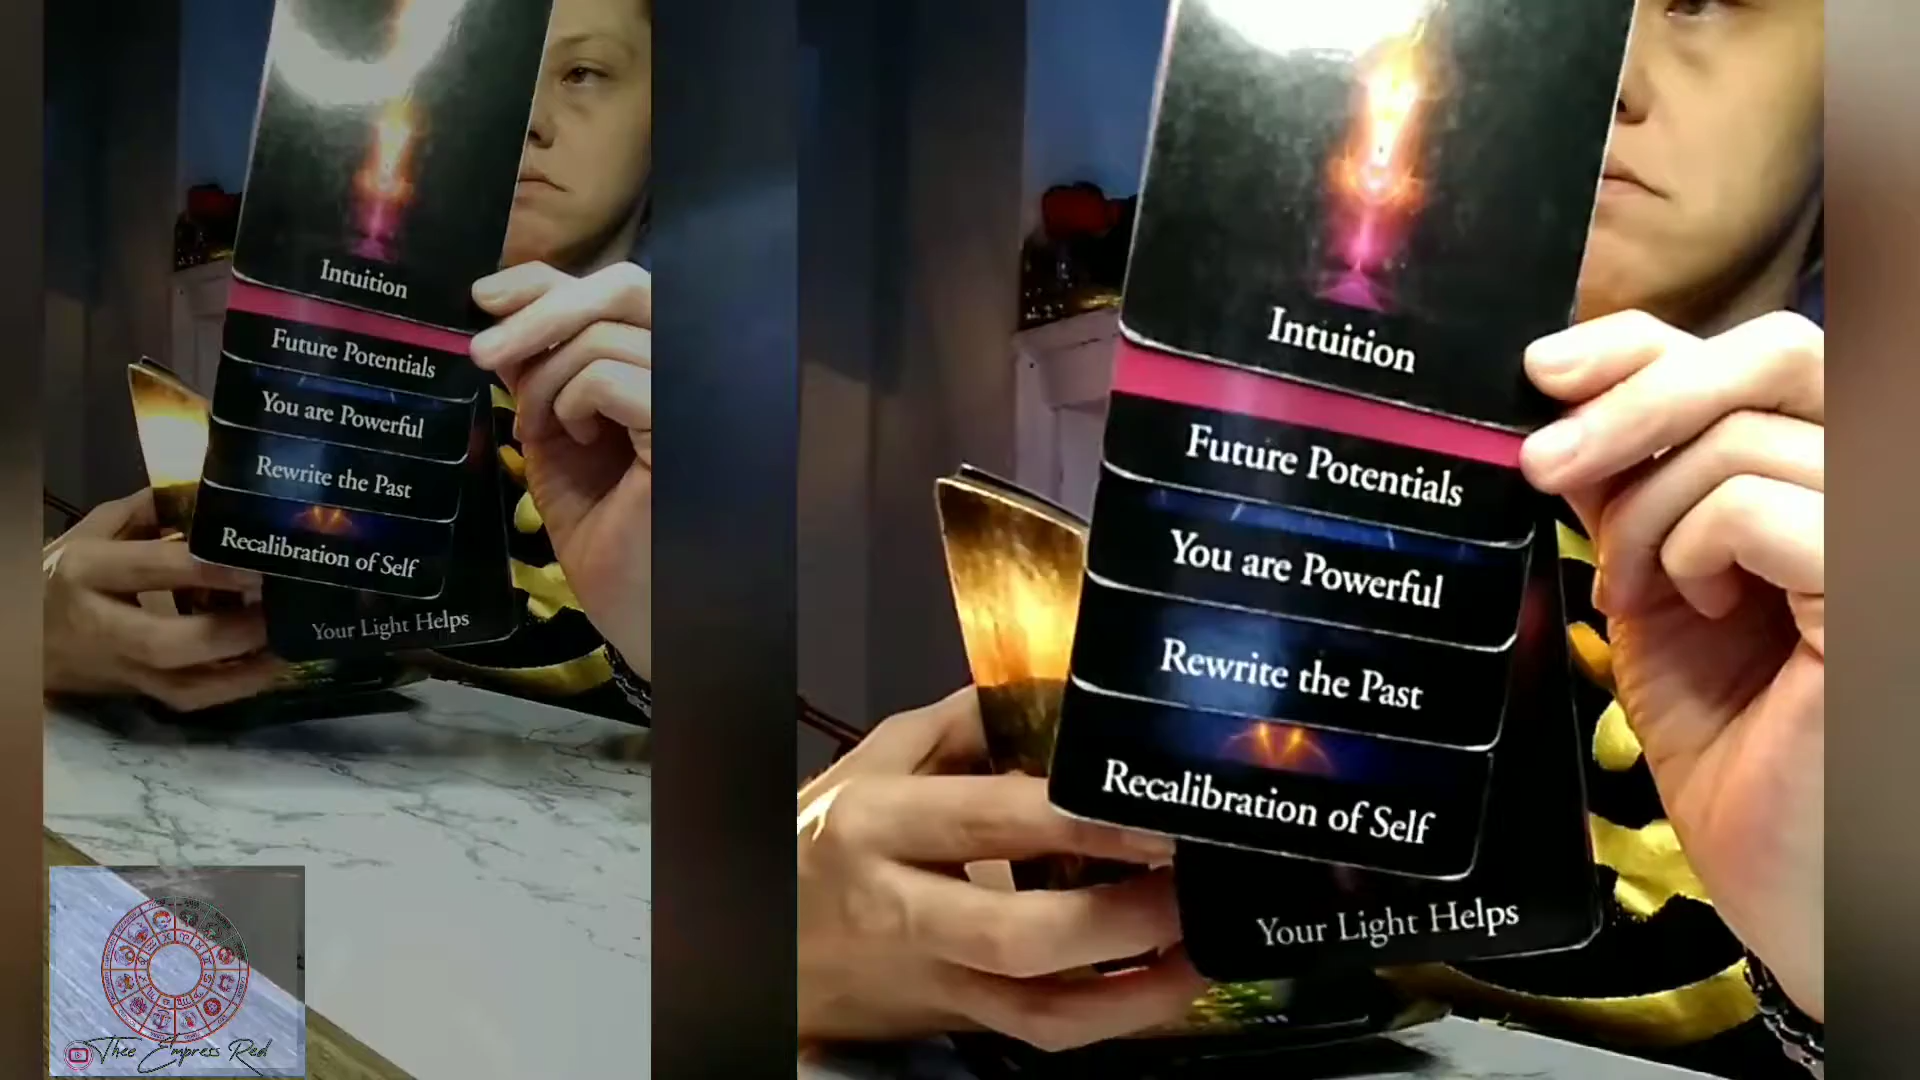 Intuition
Future Potentials
You are Powerful
Rewrite the Past
Recalibration of Self
Your Light Helps
Intuition
Future Potentials
You are Powerful
Rewrite the Past
Recalibration of Self
Your Light Helps
Thee Empress Red